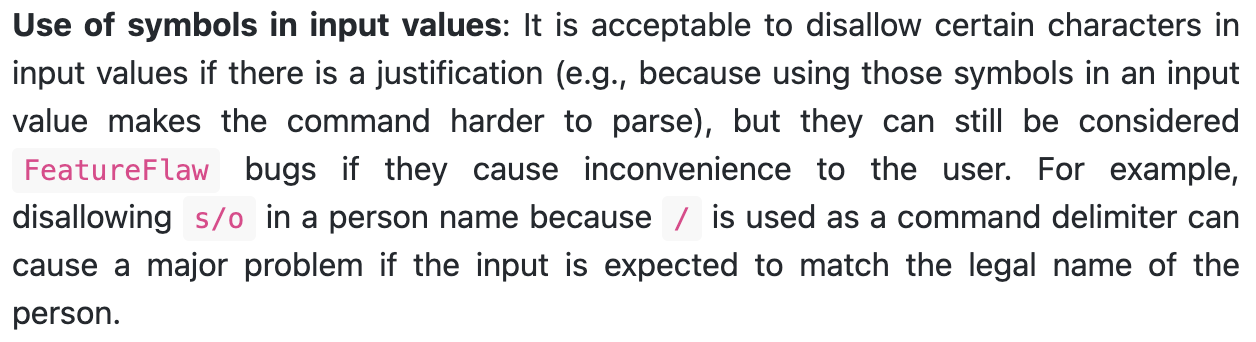 Use of symbols in input values: It is acceptable to disallow certain characters in
input values if there is a justification (e.g., because using those symbols in an input
value makes the command harder to parse), but they can still be considered
FeatureFlaw bugs if they cause inconvenience to the user. For example,
disallowing s/o in a person name because / is used as a command delimiter can
cause a major problem if the input is expected to match the legal name of the
person.